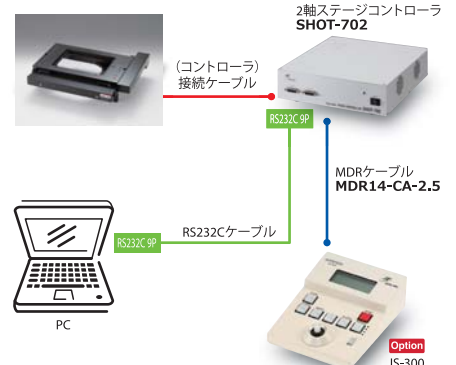 2軸ステージコントローラ
SHOT-702
（コントローラ）
接続ケーブル
RS232C 9P
MDRケーブル
MDR14-CA-2.5
RS232C 9P
RS232Cケーブル
PC
Option
JS-300